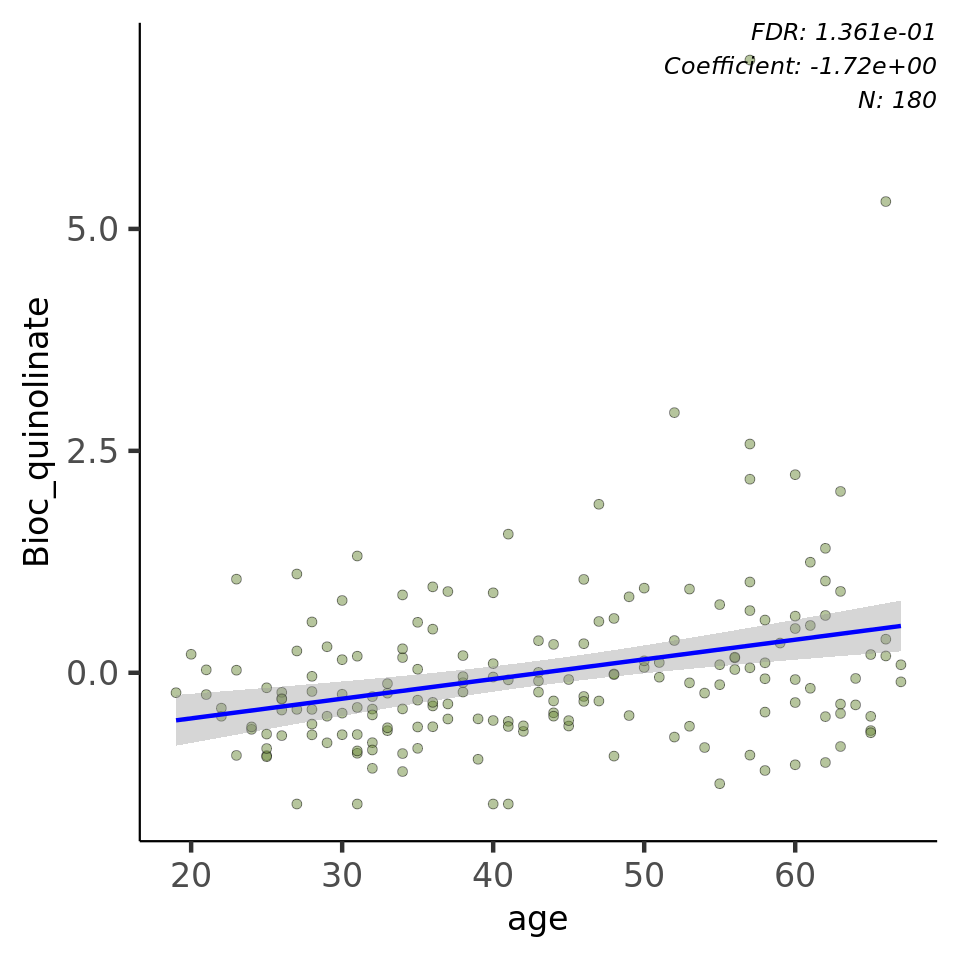 FDR: 1.361e-01
Coefficient: -1.72e+00
N: 180
5.0
2.5
0.0
Bioc_quinolinate
20 30 40 50 60
age